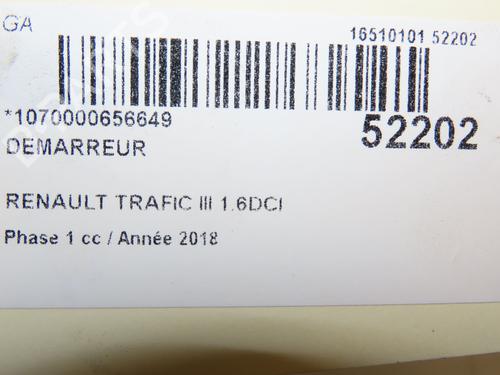 GA
16510101 52202
*1070000656649
52202
DEMARREUR
RENAULT TRAFIC III 1.6DCI
Phase 1 cc / Année 2018